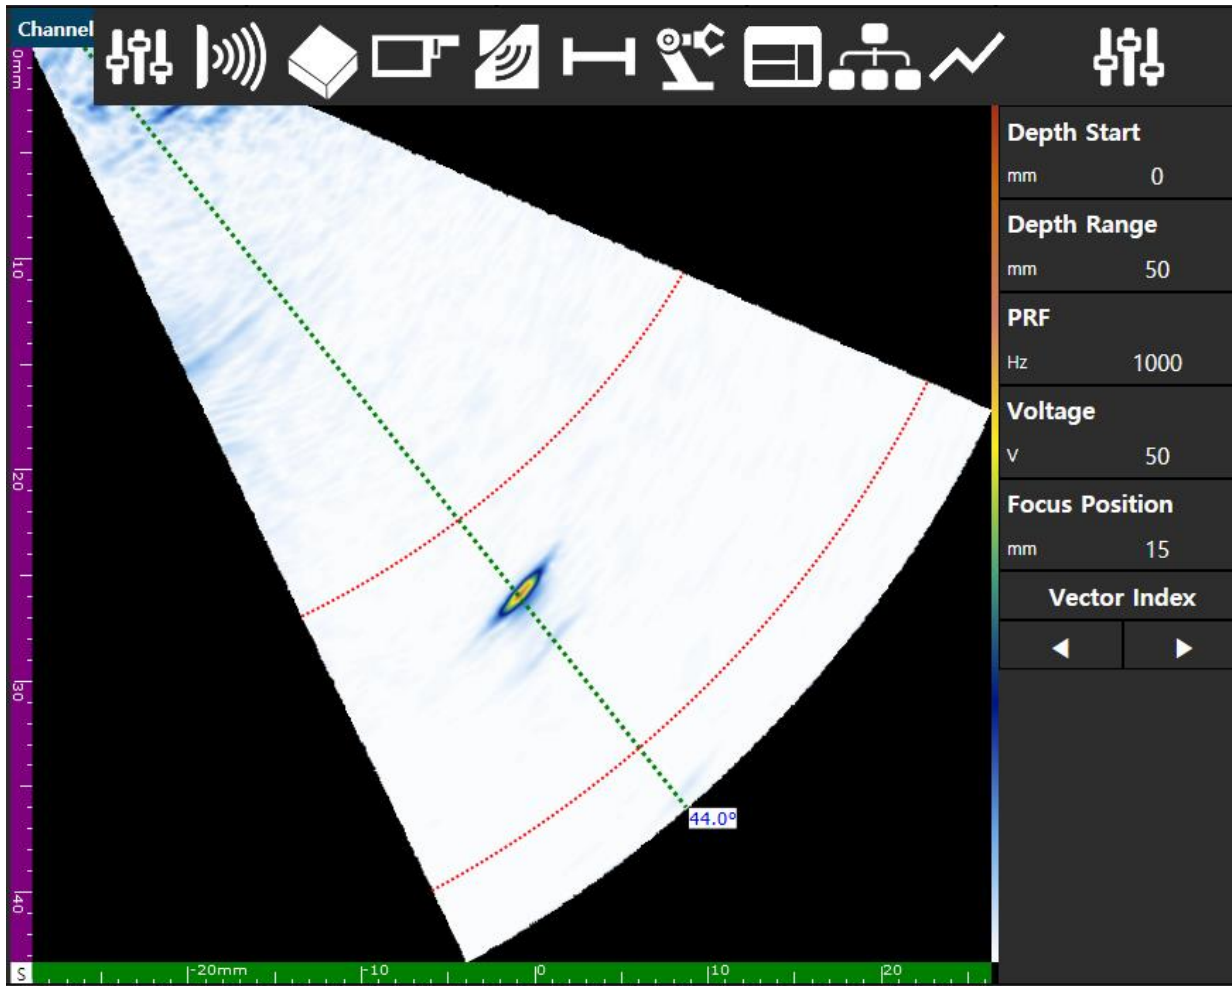 Channel
0mm
10
20
30
40
44.0°
S
-20mm
-10
0
10
20
Depth Start
mm 0
Depth Range
mm 50
PRF
Hz 1000
Voltage
V 50
Focus Position
mm 15
Vector Index